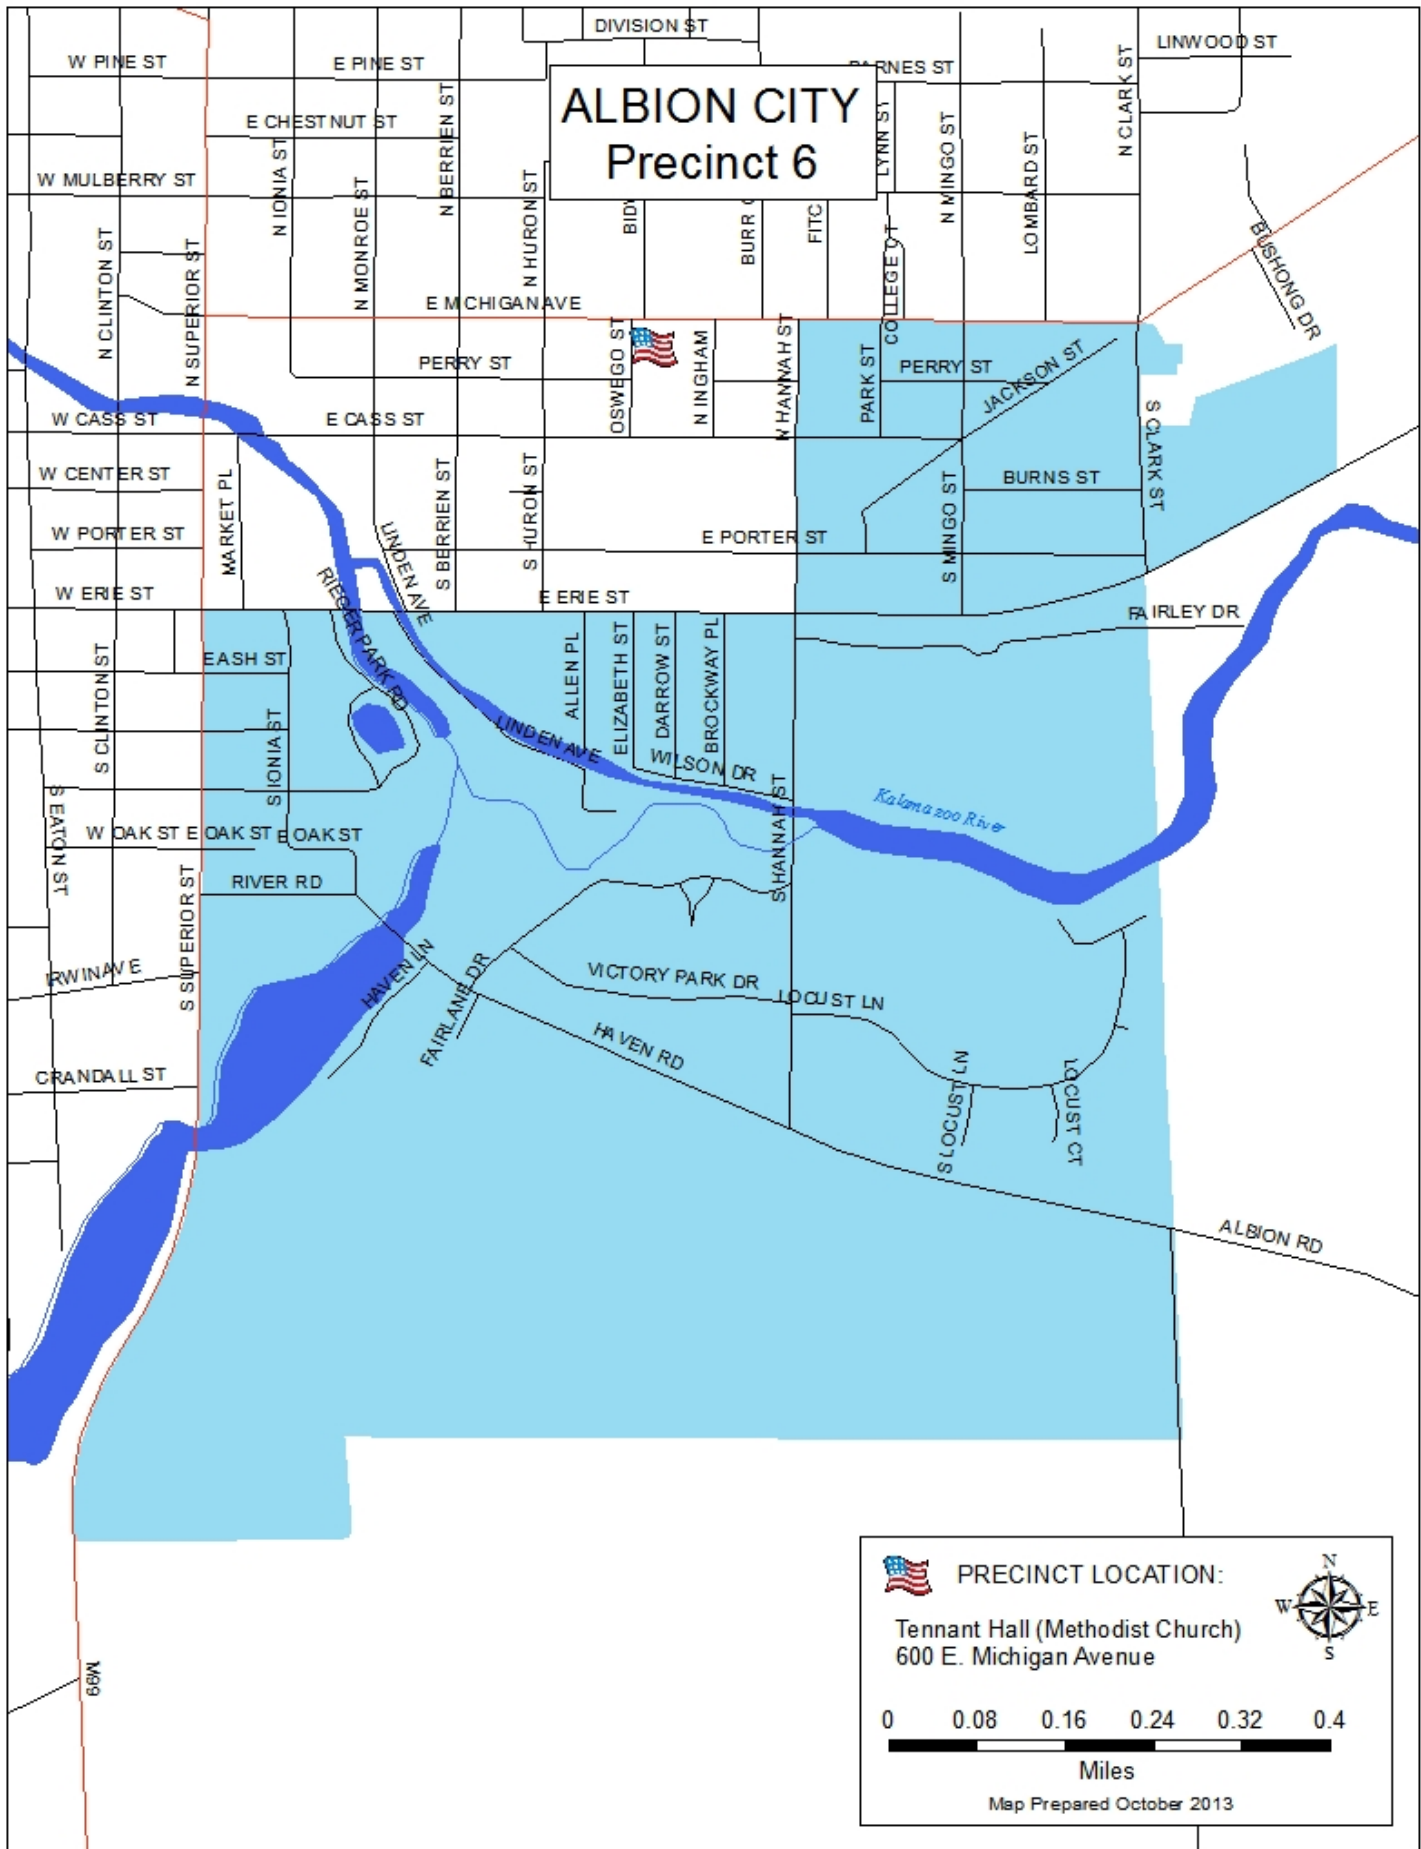 DIVISION ST
LINWOOD ST
W PINE ST
E PINE ST
ARNES ST
N CLARK ST
ALBION CITY
Precinct 6
E CHESTNUT ST
N BERRIEN ST
LYNN ST
N MINGO ST
LOMBARD ST
N IONIA ST
W MULBERRY ST
N MONROE ST
N HURON ST
BURR
FITC
COLLEGE CT
BUSHONG DR
N CLINTON ST
N SUPERIOR ST
E MICHIGAN AVE
PERRY ST
OSWEGO ST
N INGHAM
N HANNAH ST
PARK ST
PERRY ST
JACKSON ST
W CASS ST
E CASS ST
S CLARK ST
W CENTER ST
MARKET PL
S BERRIEN ST
S HURON ST
S MINGO ST
BURNS ST
W PORTER ST
LINDEN AVE
E PORTER ST
W ERIE ST
RIEGER PARK RD
E ERIE ST
FAIRLEY DR
S CLINTON ST
E ASH ST
ALLEN PL
ELIZABETH ST
DARROW ST
BROCKWAY PL
S IONIA ST
LINDEN AVE
WILSON DR
S EATON ST
S HANNAH ST
Kalamazoo River
W OAK ST
E OAK ST
E OAK ST
RIVER RD
S SUPERIOR ST
IRWIN AVE
HAVEN LN
FAIRLANE DR
VICTORY PARK DR
LOCUST LN
HAVEN RD
CRANDALL ST
S LOCUST LN
LOCUST CT
ALBION RD
M99
PRECINCT LOCATION:
Tennant Hall (Methodist Church)
600 E. Michigan Avenue
N
W
E
S
0 0.08 0.16 0.24 0.32 0.4
Miles
Map Prepared October 2013